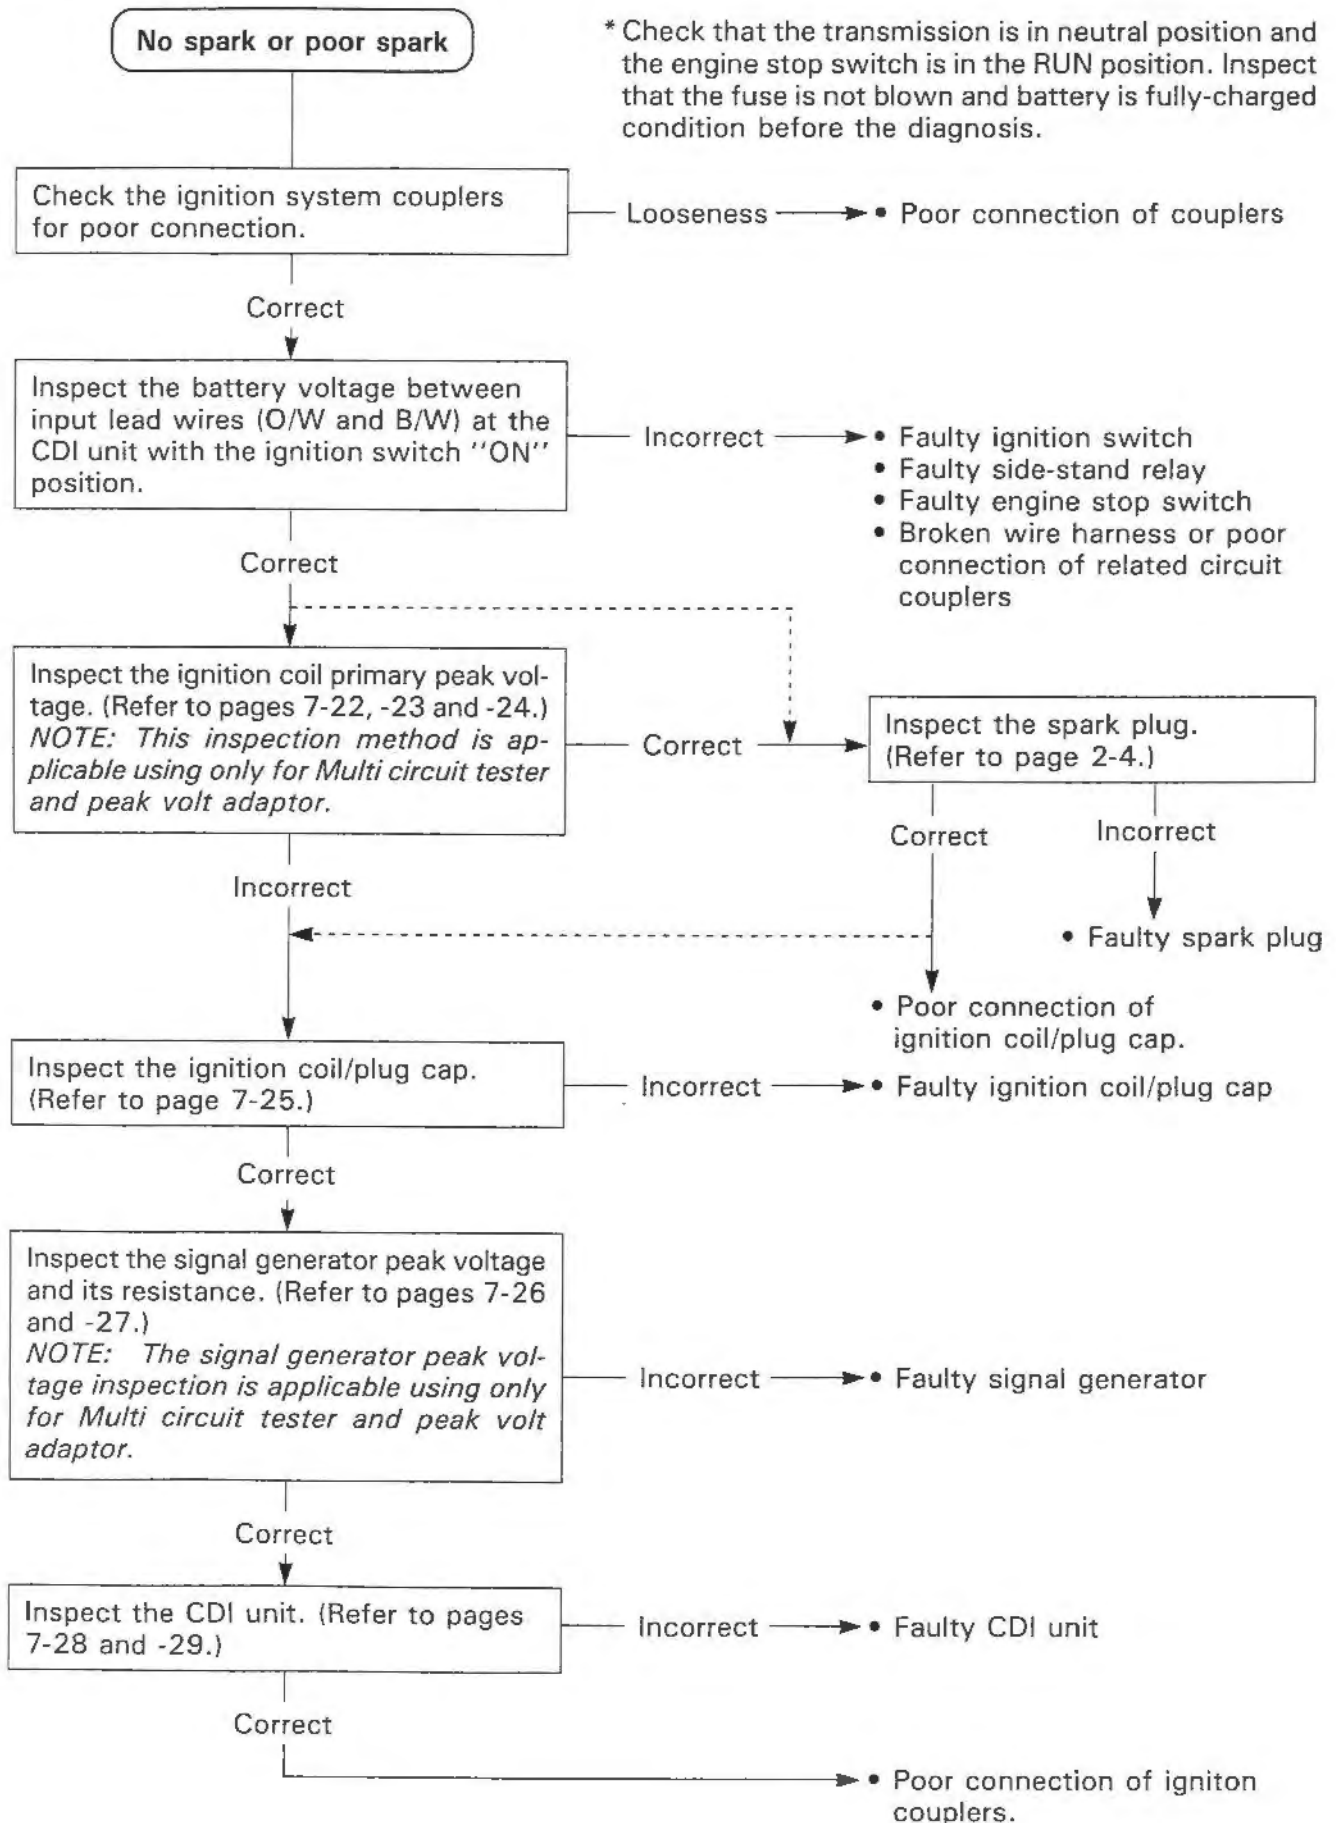 No spark or poor spark
* Check that the transmission is in neutral position and
the engine stop switch is in the RUN position. Inspect
that the fuse is not blown and battery is fully-charged
condition before the diagnosis.
Check the ignition system couplers
for poor connection.
Looseness
• Poor connection of couplers
Correct
Inspect the battery voltage between
input lead wires (O/W and B/W) at the
CDI unit with the ignition switch ''ON''
position.
Incorrect
• Faulty ignition switch
• Faulty side-stand relay
• Faulty engine stop switch
• Broken wire harness or poor
connection of related circuit
couplers
Correct
Inspect the ignition coil primary peak vol-
tage. (Refer to pages 7-22, -23 and -24.)
NOTE: This inspection method is ap-
plicable using only for Multi circuit tester
and peak volt adaptor.
Correct
Inspect the spark plug.
(Refer to page 2-4.)
Correct
Incorrect
Incorrect
• Faulty spark plug
• Poor connection of
ignition coil/plug cap.
Inspect the ignition coil/plug cap.
(Refer to page 7-25.)
Incorrect
• Faulty ignition coil/plug cap
Correct
Inspect the signal generator peak voltage
and its resistance. (Refer to pages 7-26
and -27.)
NOTE: The signal generator peak vol-
tage inspection is applicable using only
for Multi circuit tester and peak volt
adaptor.
Incorrect
• Faulty signal generator
Correct
Inspect the CDI unit. (Refer to pages
7-28 and -29.)
Incorrect
• Faulty CDI unit
Correct
• Poor connection of igniton
couplers.